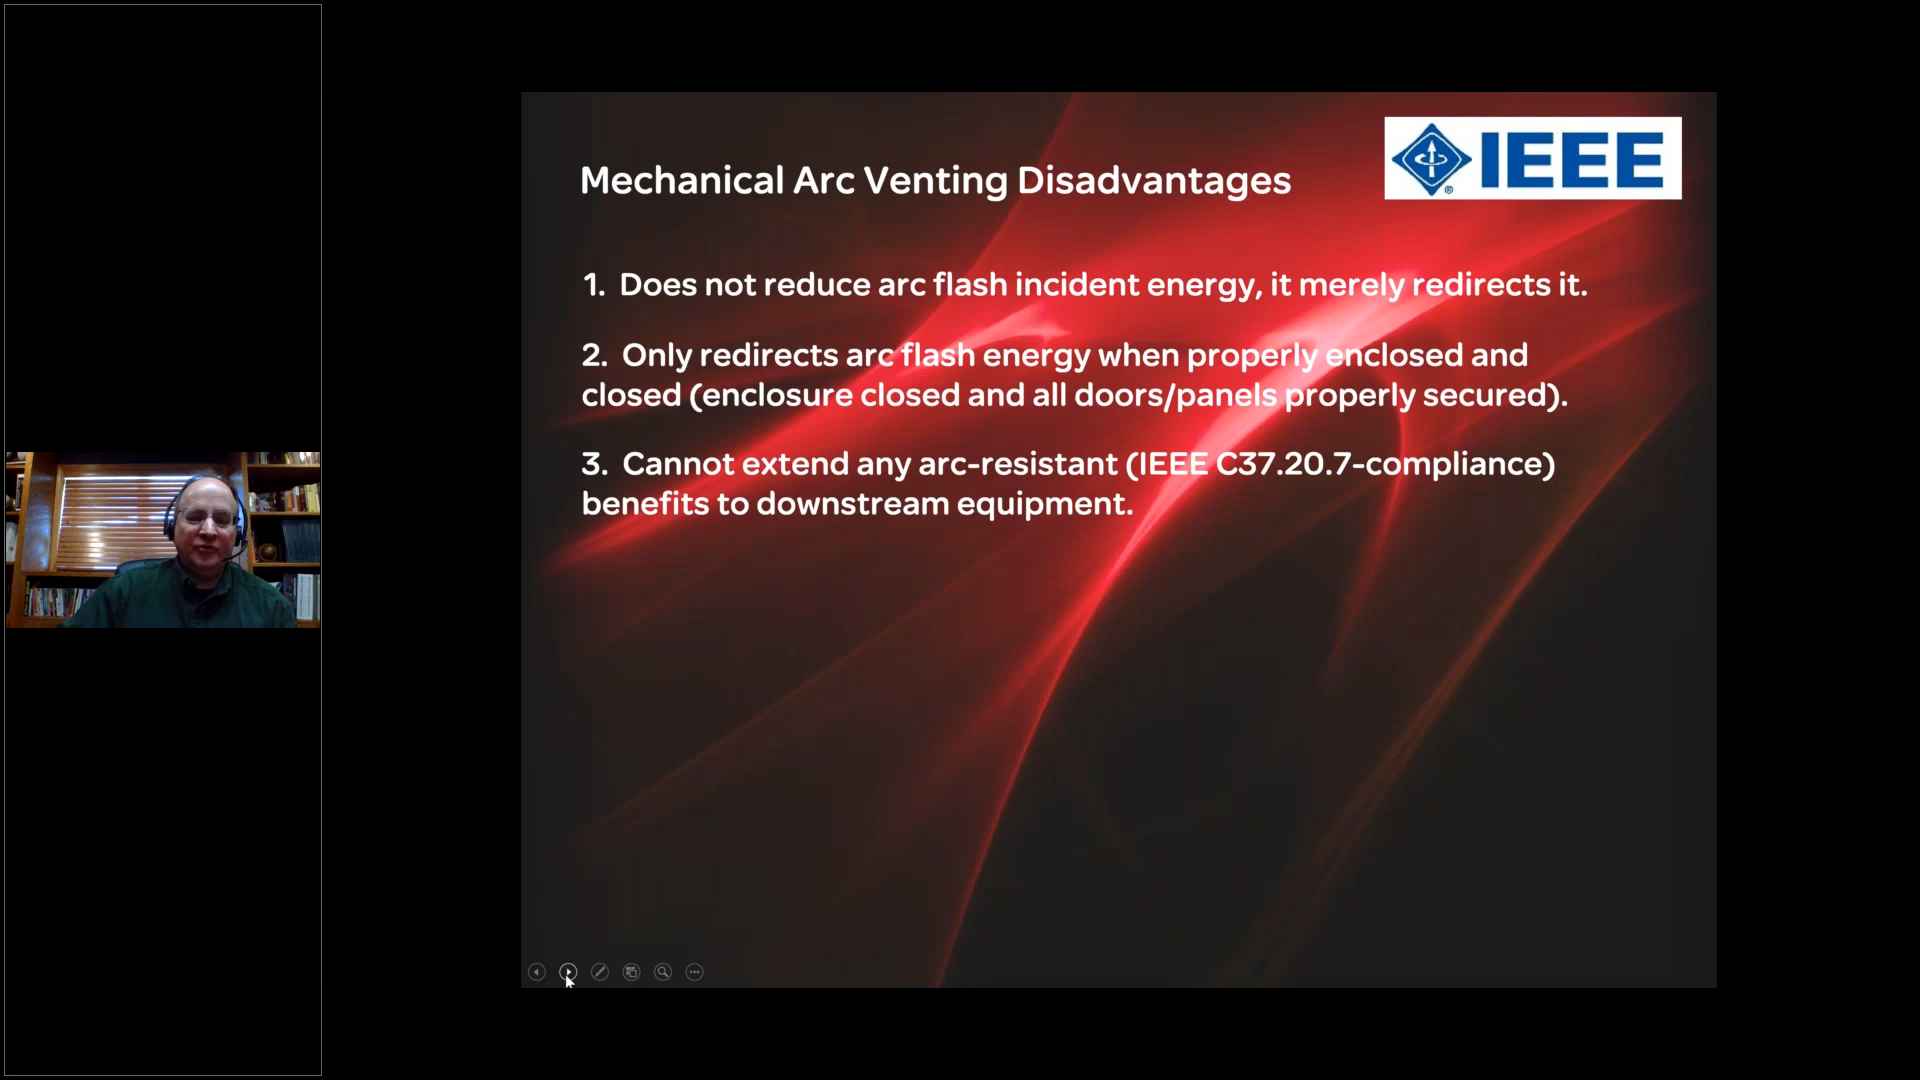 IEEE
Mechanical Arc Venting Disadvantages
1. Does not reduce arc flash incident energy, it merely redirects it.
2. Only redirects arc flash energy when properly enclosed and
closed (enclosure closed and all doors/panels properly secured).
3. Cannot extend any arc-resistant (IEEE C37.20.7-compliance)
benefits to downstream equipment.